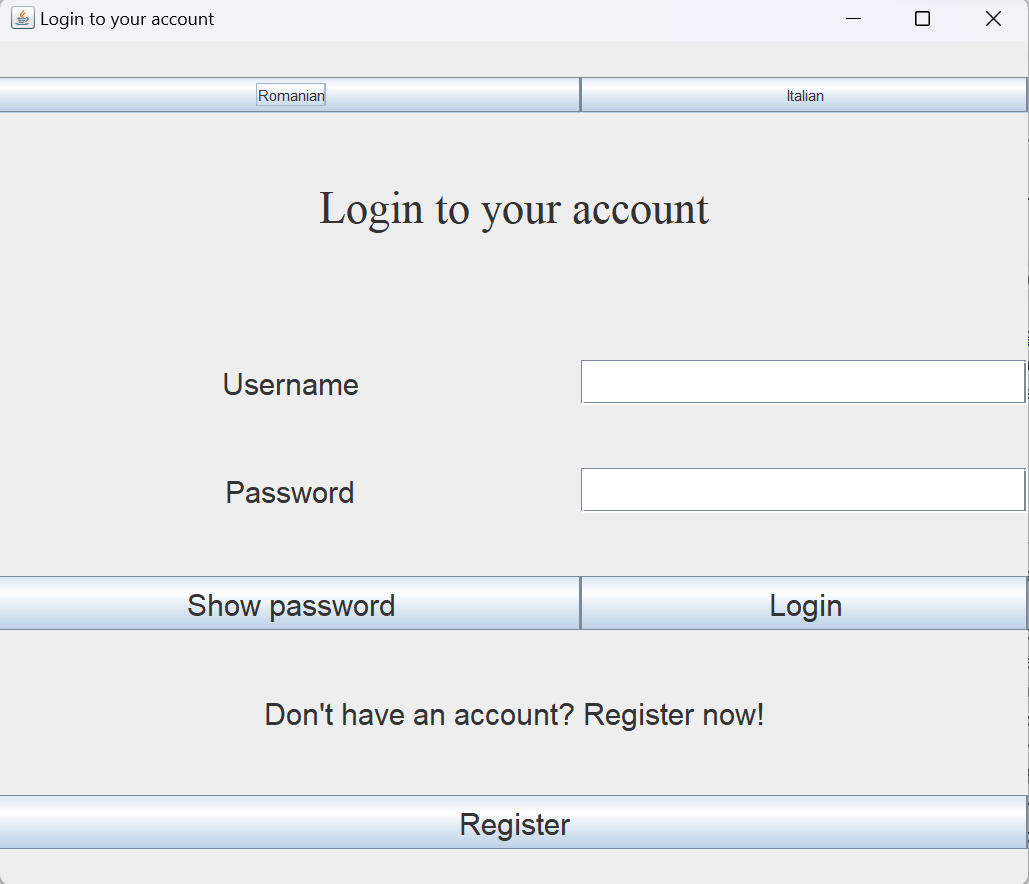 Login to your account
Romanian Italian
Login to your account
Username
Password
Show password Login
Don't have an account? Register now!
Register